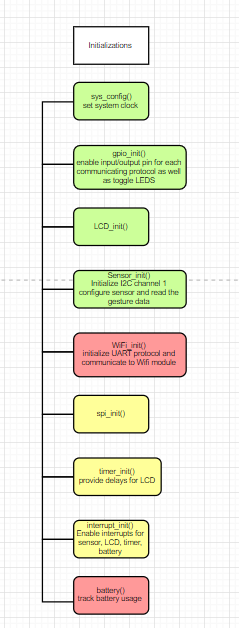 Initializations
sys_config()
set system clock
gpio_init()
enable input/output pin for each
communicating protocol as well
as toggle LEDS
LCD_init()
Sensor_init()
Initialize I2C channel 1
configure sensor and read the
gesture data
WiFi_init()
initialize UART protocol and
communicate to Wifi module
spi_init()
timer_init()
provide delays for LCD
interrupt_init()
Enable interrupts for
sensor, LCD, timer,
battery
battery()
track battery usage